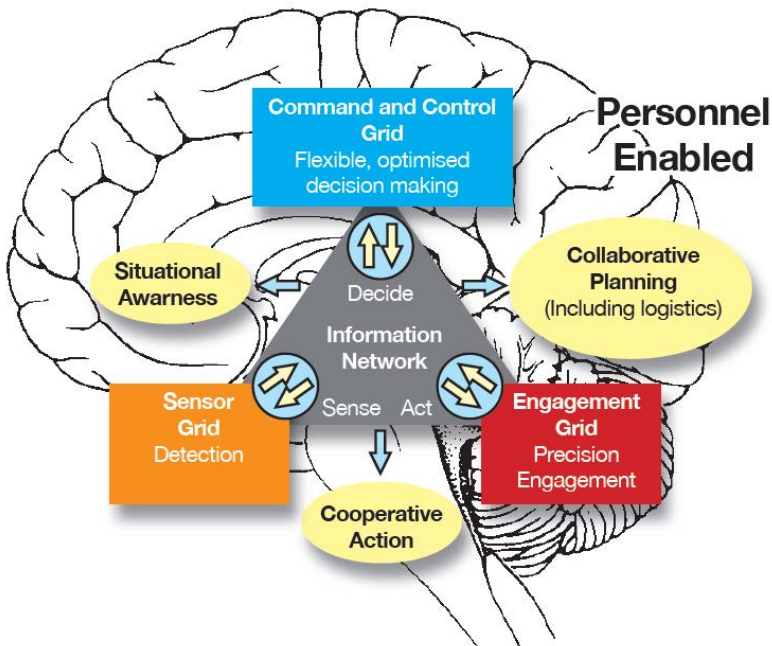 Command and Control
Grid
Flexible, optimised
decision making
Personnel
Enabled
Situational
Awarness
Decide
Collaborative
Planning
(Including logistics)
Information
Network
Sensor
Grid
Detection
Sense Act
Engagement
Grid
Precision
Engagement
Cooperative
Action